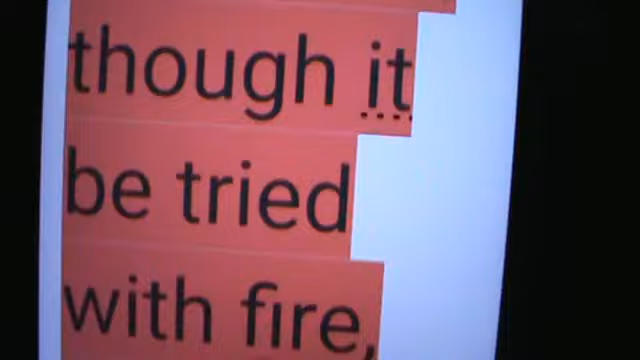 though it
be tried
with fire,